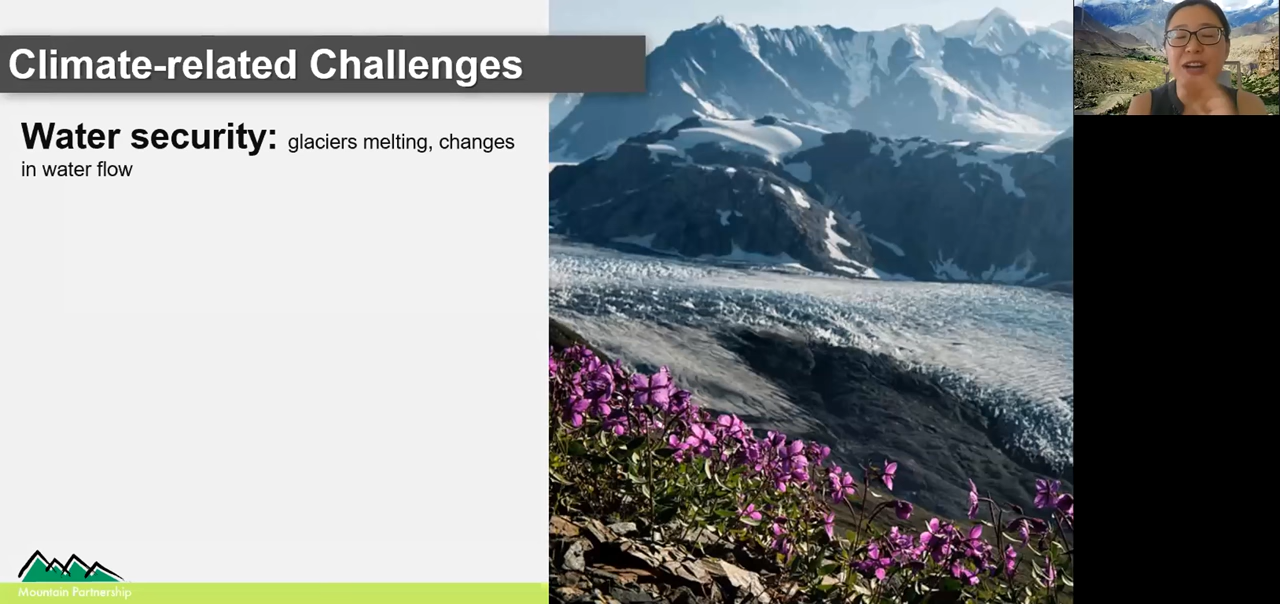 Climate-related Challenges
Water security: glaciers melting, changes
in water flow
Mountain Partnership